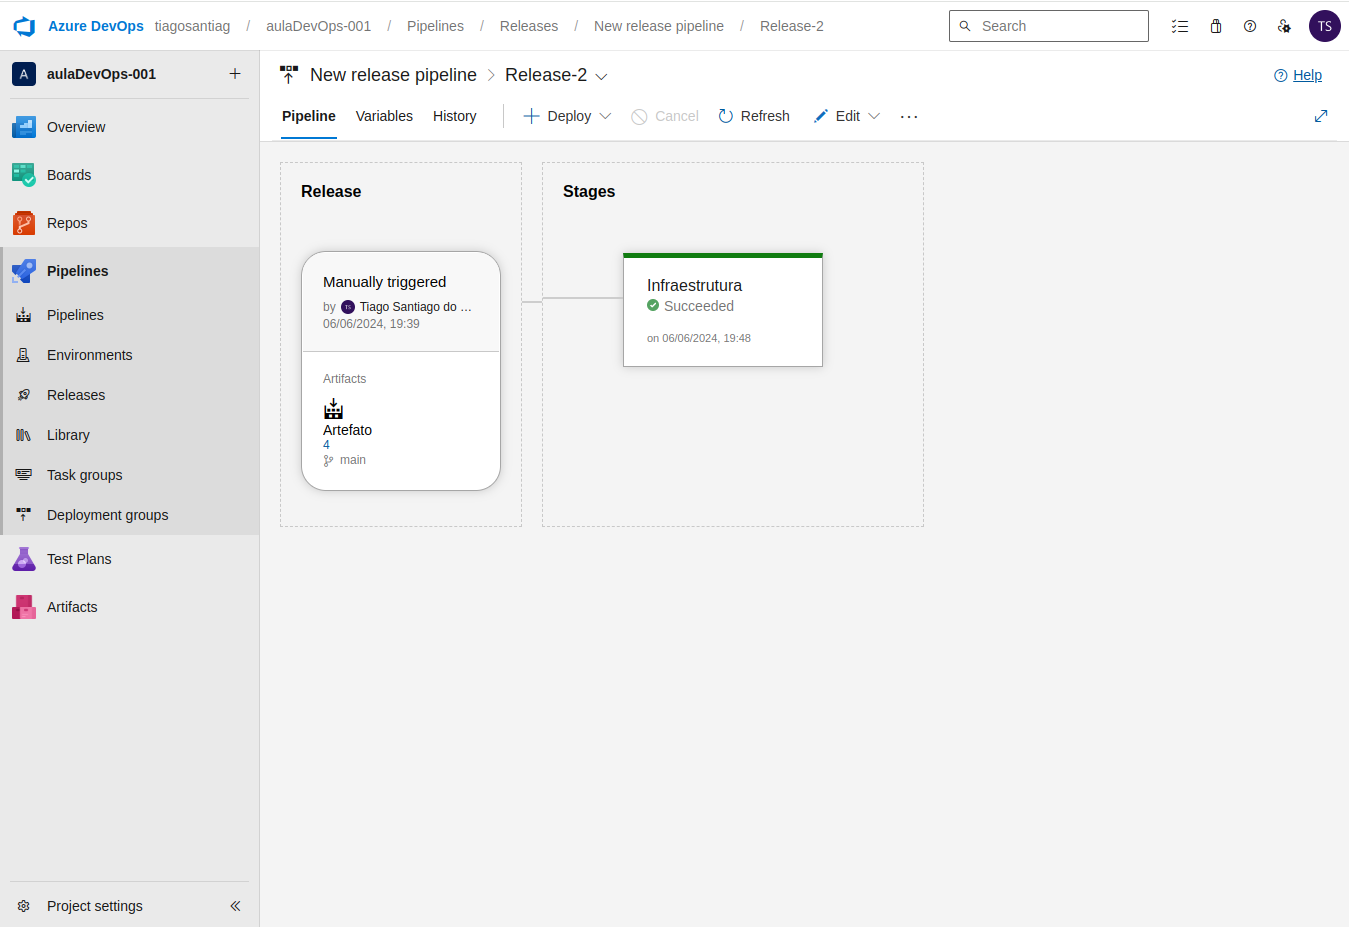 Azure DevOps tiagosantiag / aulaDevOps-001 / Pipelines / Releases / New release pipeline / Release-2
Search
TS
A aulaDevOps-001 +
Overview
Boards
Repos
Pipelines
Pipelines
Environments
Releases
Library
Task groups
Deployment groups
Test Plans
Artifacts
Project settings
New release pipeline > Release-2
Help
Pipeline Variables History Deploy Cancel Refresh Edit ...
Release
Manually triggered
by TS Tiago Santiago do ...
06/06/2024, 19:39
Artifacts
Artefato
4
main
Stages
Infraestrutura
Succeeded
on 06/06/2024, 19:48